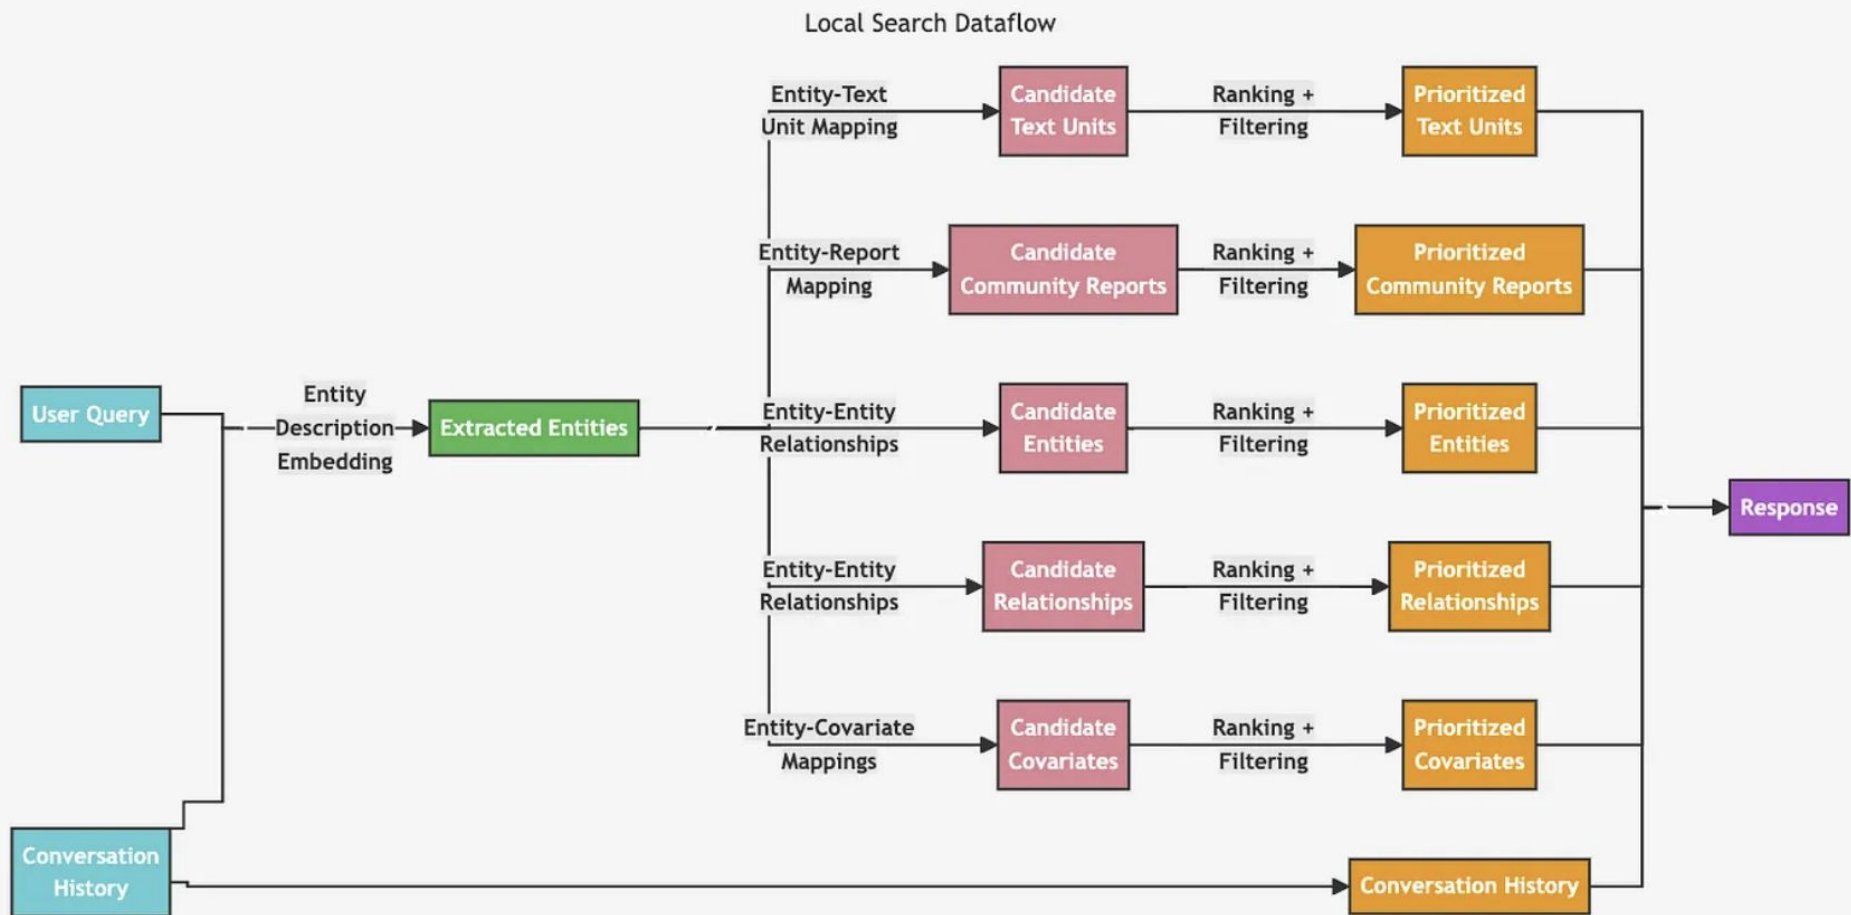 Local Search Dataflow
Entity-Text
Unit Mapping
Candidate
Text Units
Ranking +
Filtering
Prioritized
Text Units
Entity-Report
Mapping
Candidate
Community Reports
Ranking +
Filtering
Prioritized
Community Reports
User Query
Entity
Description
Embedding
Extracted Entities
Entity-Entity
Relationships
Candidate
Entities
Ranking +
Filtering
Prioritized
Entities
Response
Entity-Entity
Relationships
Candidate
Relationships
Ranking +
Filtering
Prioritized
Relationships
Entity-Covariate
Mappings
Candidate
Covariates
Ranking +
Filtering
Prioritized
Covariates
Conversation
History
Conversation History